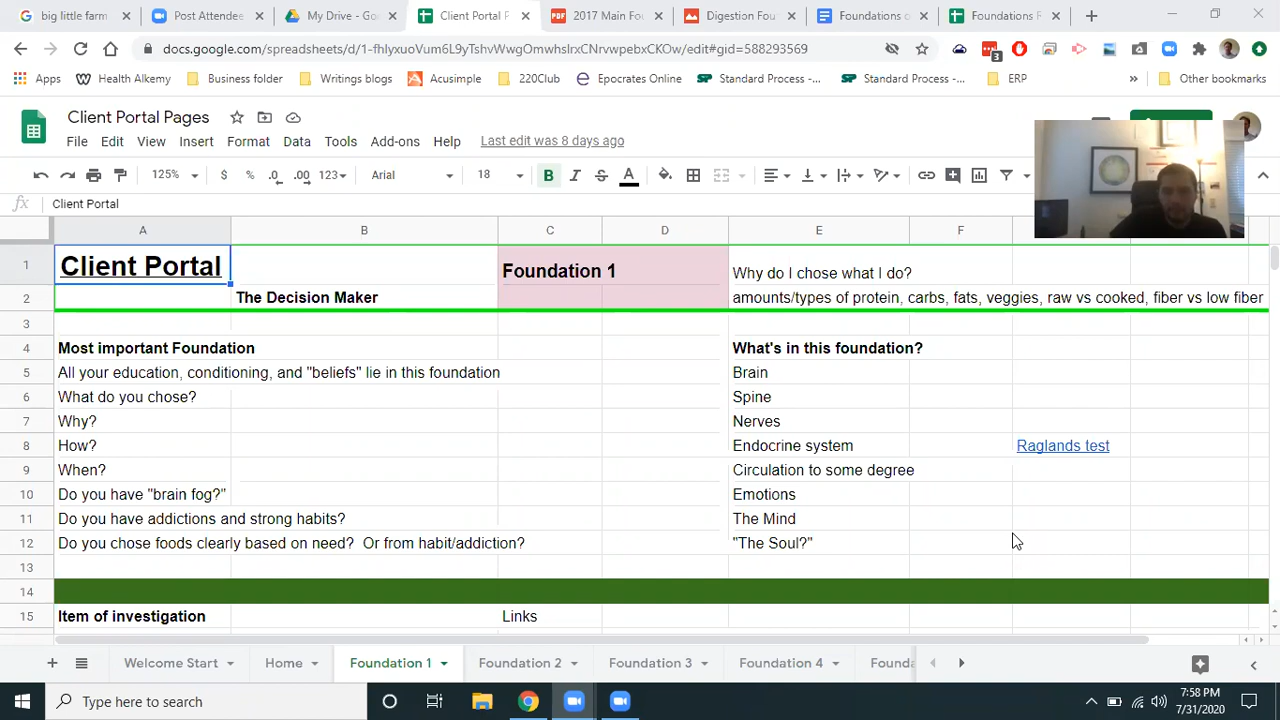 big little farm
Post Attendee
My Drive - Go
Client Portal P
2017 Main Fo
Digestion Fou
Foundations o
Foundations R
docs.google.com/spreadsheets/d/1-fhlyxuoVum6L9yTshvWwgOmwhsIrxCNrvwpebxCKOw/edit#gid=588293569
3
Apps
Health Alkemy
Business folder
Writings blogs
Acusimple
220Club
Epocrates Online
Standard Process -...
Standard Process -...
ERP
»
Other bookmarks
Client Portal Pages
File Edit View Insert Format Data Tools Add-ons Help Last edit was 8 days ago
125% $ % .0 .00 123 Arial 18 B I S A
fx Client Portal
A B C D E F
1 Client Portal Foundation 1 Why do I chose what I do?
2 The Decision Maker amounts/types of protein, carbs, fats, veggies, raw vs cooked, fiber vs low fiber
3
4 Most important Foundation What's in this foundation?
5 All your education, conditioning, and "beliefs" lie in this foundation Brain
6 What do you chose? Spine
7 Why? Nerves
8 How? Endocrine system Raglands test
9 When? Circulation to some degree
10 Do you have "brain fog?" Emotions
11 Do you have addictions and strong habits? The Mind
12 Do you chose foods clearly based on need?  Or from habit/addiction? "The Soul?"
13
14
15 Item of investigation Links
Welcome Start Home Foundation 1 Foundation 2 Foundation 3 Foundation 4 Founda
Type here to search
7:58 PM
7/31/2020